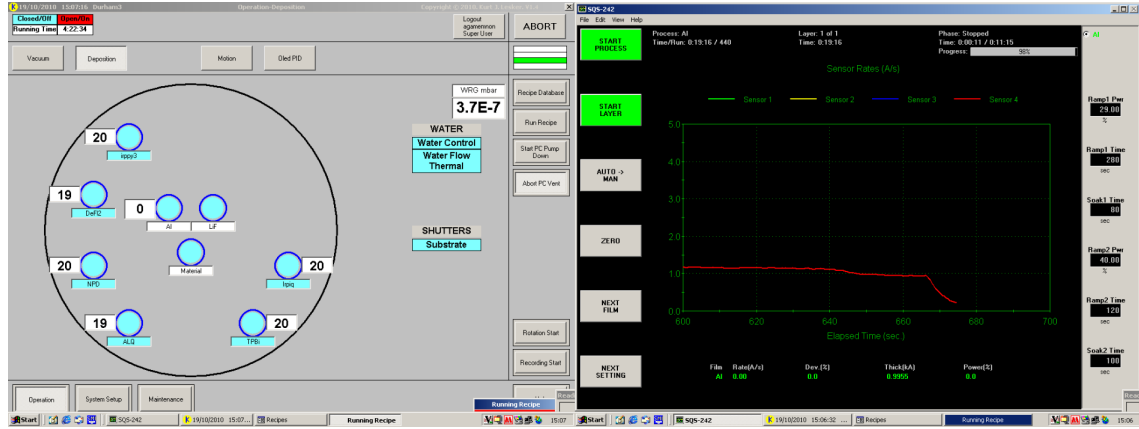 19/10/2010 15:07:16 Durham3 Operation-Deposition
Closed/Off Open/On
Running Time 4:22:34
Logout
agamemnon
Super User
ABORT
Vacuum Deposition Motion Oled PID
WRG mbar
3.7E-7
Recipe Database
Run Recipe
Start PC Pump
Down
Abort PC Vent
WATER
Water Control
Water Flow
Thermal
SHUTTERS
Substrate
20
irppy3
19
DeFl2
0
Al LiF
Material
20
NPD
20
Irpiq
19
ALQ
20
TPBi
Rotation Start
Recording Start
Operation System Setup Maintenance
Running Recipe
Start SQS-242 19/10/2010 15:07... Recipes Running Recipe 15:07
SQS-242
File Edit View Help
START
PROCESS
Process: Al
Time/Run: 0:19:16 / 440
Layer: 1 of 1
Time: 0:19:16
Phase: Stopped
Time: 0:00:11 / 0:11:15
Progress: 98%
Al
Sensor Rates (A/s)
Sensor 1 Sensor 2 Sensor 3 Sensor 4
START
LAYER
AUTO ->
MAN
ZERO
NEXT
FILM
NEXT
SETTING
5.0
4.0
3.0
2.0
1.0
0.0
600 620 640 660 680 700
Elapsed Time (sec.)
Film Rate(A/s) Dev.(%) Thick(kA) Power(%)
Al 0.00 0.0 0.9955 0.0
Ramp1 Pwr
29.00
%
Ramp1 Time
280
sec
Soak1 Time
80
sec
Ramp2 Pwr
40.00
%
Ramp2 Time
120
sec
Soak2 Time
100
sec
Start SQS-242 19/10/2010 15:06:32 ... Recipes Running Recipe 15:06